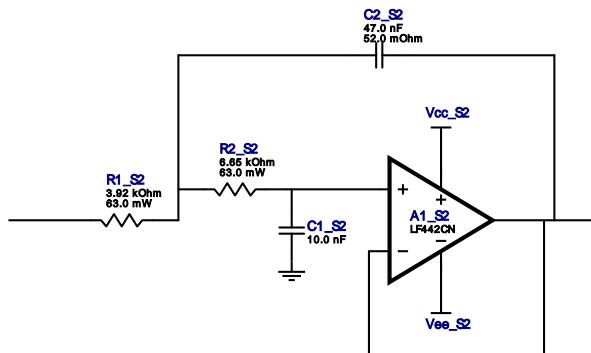 C2_S2
47.0 nF
52.0 mOhm
Vcc_S2
R2_S2
6.65 kOhm
63.0 mW
R1_S2
3.92 kOhm
63.0 mW
+
+
A1_S2
LF442CN
C1_S2
10.0 nF
−
−
Vee_S2